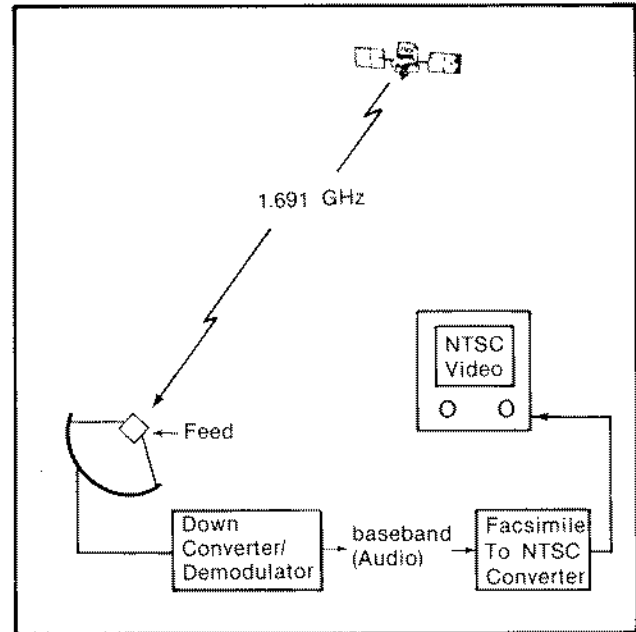 1.691 GHz
NTSC
Video
Feed
Down
Converter/
Demodulator
baseband
(Audio)
Facsimile
To NTSC
Converter